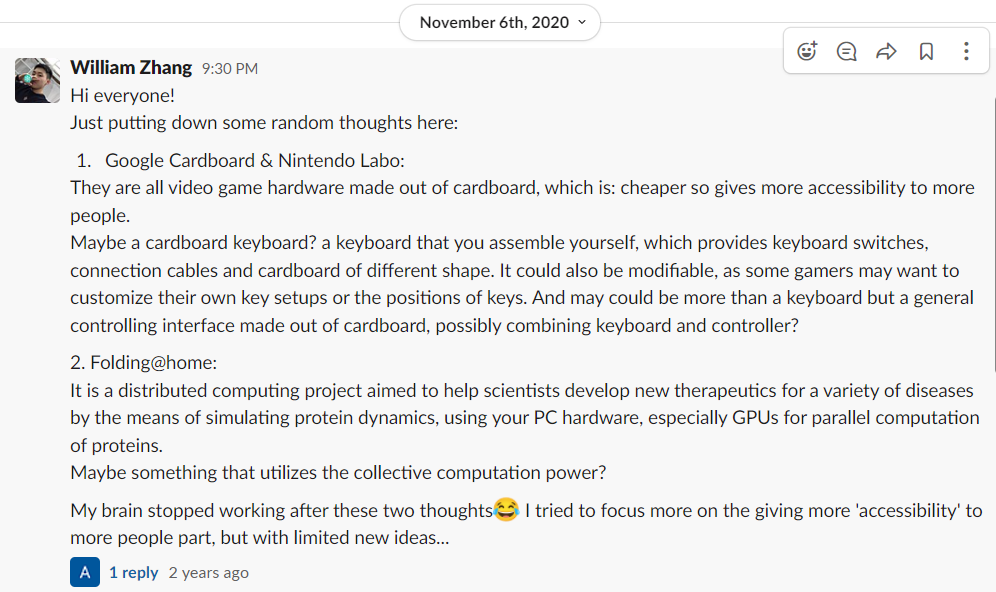 November 6th, 2020
William Zhang 9:30 PM
Hi everyone!
Just putting down some random thoughts here:
1. Google Cardboard & Nintendo Labo:
They are all video game hardware made out of cardboard, which is: cheaper so gives more accessibility to more
people.
Maybe a cardboard keyboard? a keyboard that you assemble yourself, which provides keyboard switches,
connection cables and cardboard of different shape. It could also be modifiable, as some gamers may want to
customize their own key setups or the positions of keys. And may could be more than a keyboard but a general
controlling interface made out of cardboard, possibly combining keyboard and controller?
2. Folding@home:
It is a distributed computing project aimed to help scientists develop new therapeutics for a variety of diseases
by the means of simulating protein dynamics, using your PC hardware, especially GPUs for parallel computation
of proteins.
Maybe something that utilizes the collective computation power?
My brain stopped working after these two thoughts😂 I tried to focus more on the giving more 'accessibility' to
more people part, but with limited new ideas...
A 1 reply 2 years ago